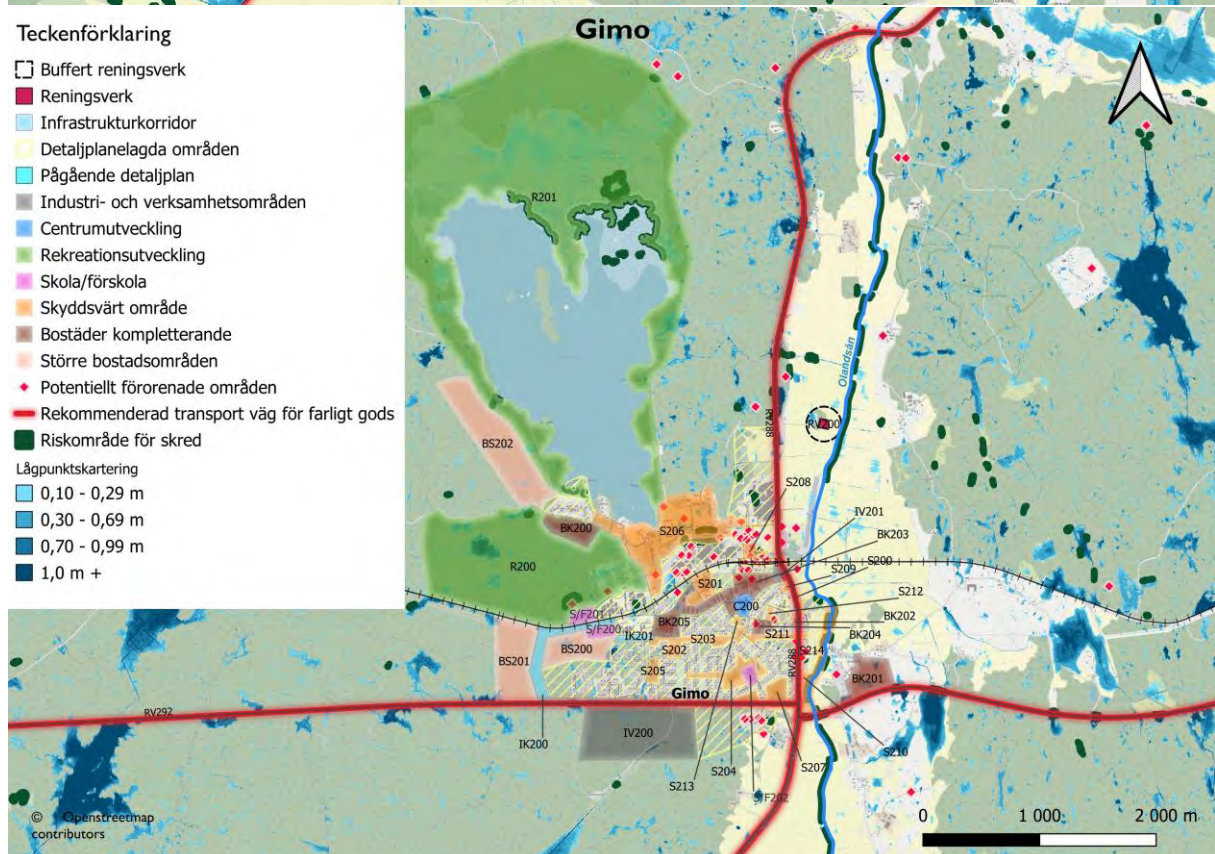 Teckenförklaring
Buffert reningsverk
Reningsverk
Infrastrukturkorridor
Detaljplanelagda områden
Pågående detaljplan
Industri- och verksamhetsområden
Centrumutveckling
Rekreationsutveckling
Skola/förskola
Skyddsvärt område
Bostäder kompletterande
Större bostadsområden
Potentiellt förorenade områden
Rekommenderad transport väg för farligt gods
Riskområde för skred
Lågpunktskartering
0,10 - 0,29 m
0,30 - 0,69 m
0,70 - 0,99 m
1,0 m +
Gimo
R201
Olandsån
RV288
RV200
BS202
S208
IV201
BK200
S206
BK203
R200
S209
S200
S201
S212
S/F201
C200
S/F200
BK202
IK201
BK205
S211
BK204
S203
BS200
S202
S214
BS201
S205
RV288
BK201
Gimo
RV292
IK200
IV200
S210
S204
S207
S213
S/F202
© Openstreetmap
contributors
0 1 000 2 000 m